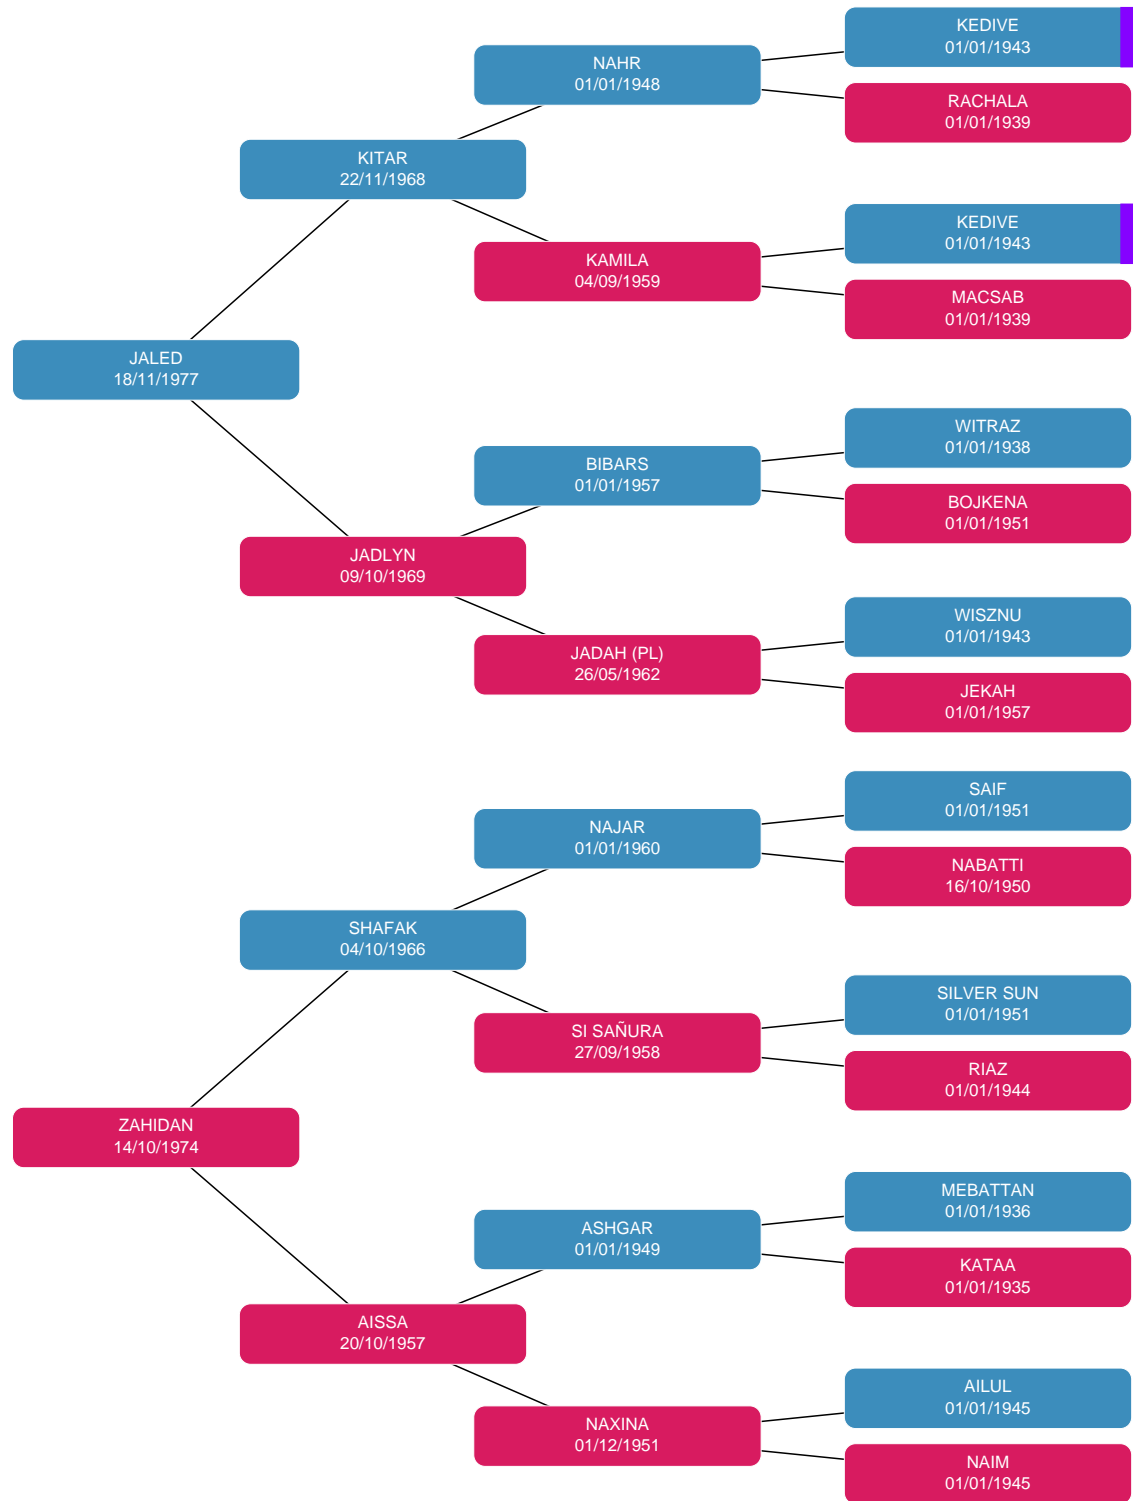 KEDIVE
01/01/1943
NAHR
01/01/1948
RACHALA
01/01/1939
KITAR
22/11/1968
KEDIVE
01/01/1943
KAMILA
04/09/1959
MACSAB
01/01/1939
JALED
18/11/1977
WITRAZ
01/01/1938
BIBARS
01/01/1957
BOJKENA
01/01/1951
JADLYN
09/10/1969
WISZNU
01/01/1943
JADAH (PL)
26/05/1962
JEKAH
01/01/1957
SAIF
01/01/1951
NAJAR
01/01/1960
NABATTI
16/10/1950
SHAFAK
04/10/1966
SILVER SUN
01/01/1951
SI SAÑURA
27/09/1958
RIAZ
01/01/1944
ZAHIDAN
14/10/1974
MEBATTAN
01/01/1936
ASHGAR
01/01/1949
KATAA
01/01/1935
AISSA
20/10/1957
AILUL
01/01/1945
NAXINA
01/12/1951
NAIM
01/01/1945